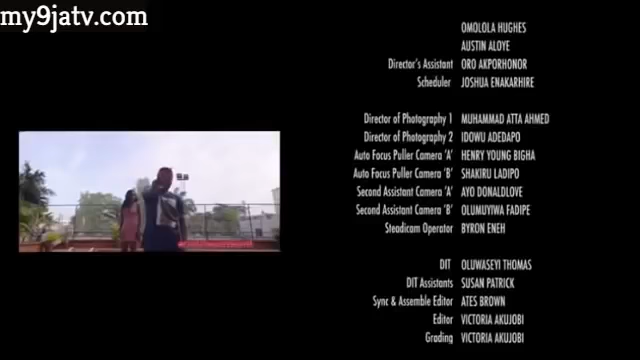 my9jatv.com
OMOLOLA HUGHES
AUSTIN ALOYE
Director's Assistant ORO AKPORHONOR
Scheduler JOSHUA ENAKARHIRE
Director of Photography 1 MUHAMMAD ATTA AHMED
Director of Photography 2 IDOWU ADEDAPO
Auto Focus Puller Camera 'A' HENRY YOUNG BIGHA
Auto Focus Puller Camera 'B' SHAKIRU LADIPO
Second Assistant Camera 'A' AYO DONALDLOVE
Second Assistant Camera 'B' OLUMUYIWA FADIPE
Steadicam Operator BYRON ENEH
DIT OLUWASEYI THOMAS
DIT Assistants SUSAN PATRICK
Sync & Assemble Editor ATES BROWN
Editor VICTORIA AKUJOBI
Grading VICTORIA AKUJOBI